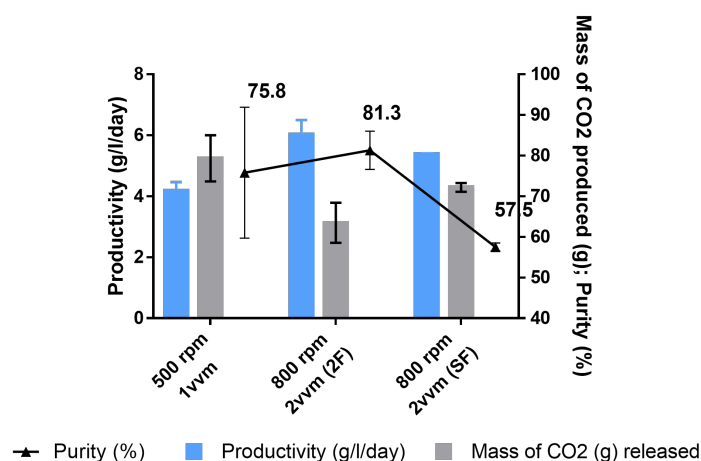 Productivity (g/l/day)
8
6
4
2
0
75.8
81.3
57.5
100
90
80
70
60
50
40
Mass of CO2 produced (g); Purity (%)
500 rpm
1vvm
800 rpm
2vvm (2F)
800 rpm
2vvm (SF)
Purity (%)
Productivity (g/l/day)
Mass of CO2 (g) released